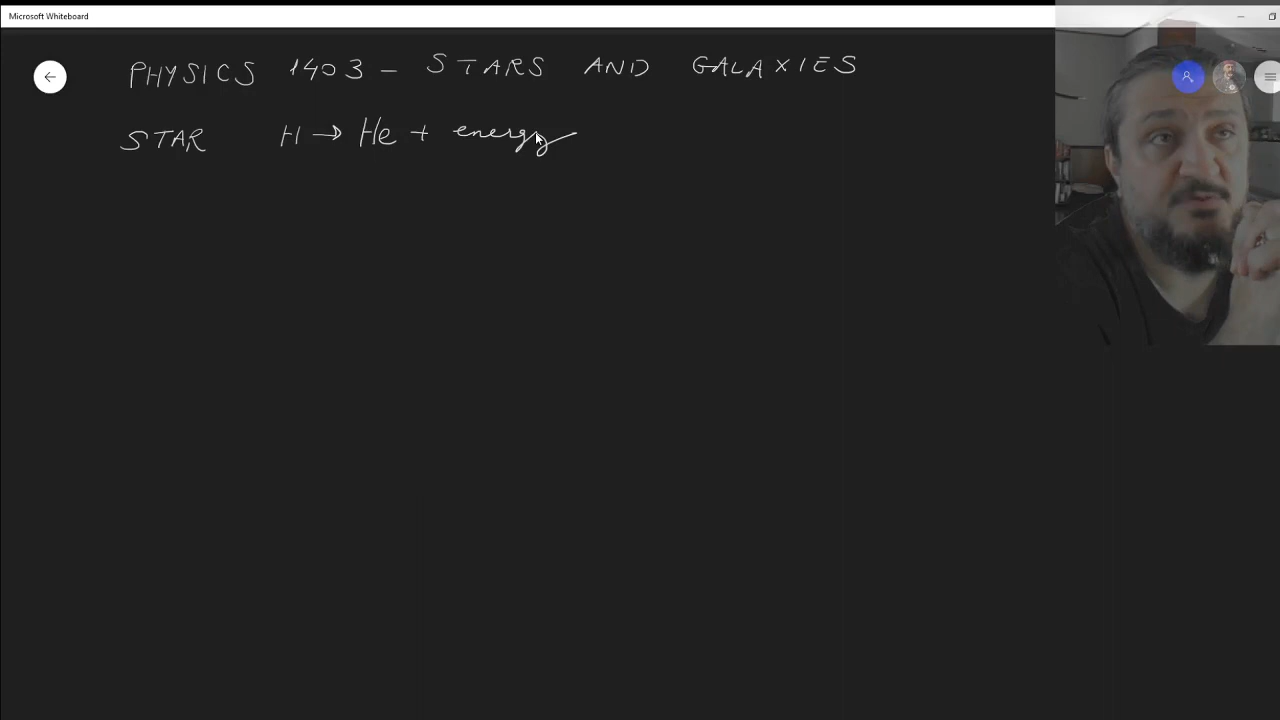 Microsoft Whiteboard
PHYSICS 1403 – STARS AND GALAXIES
STAR H → He + energy